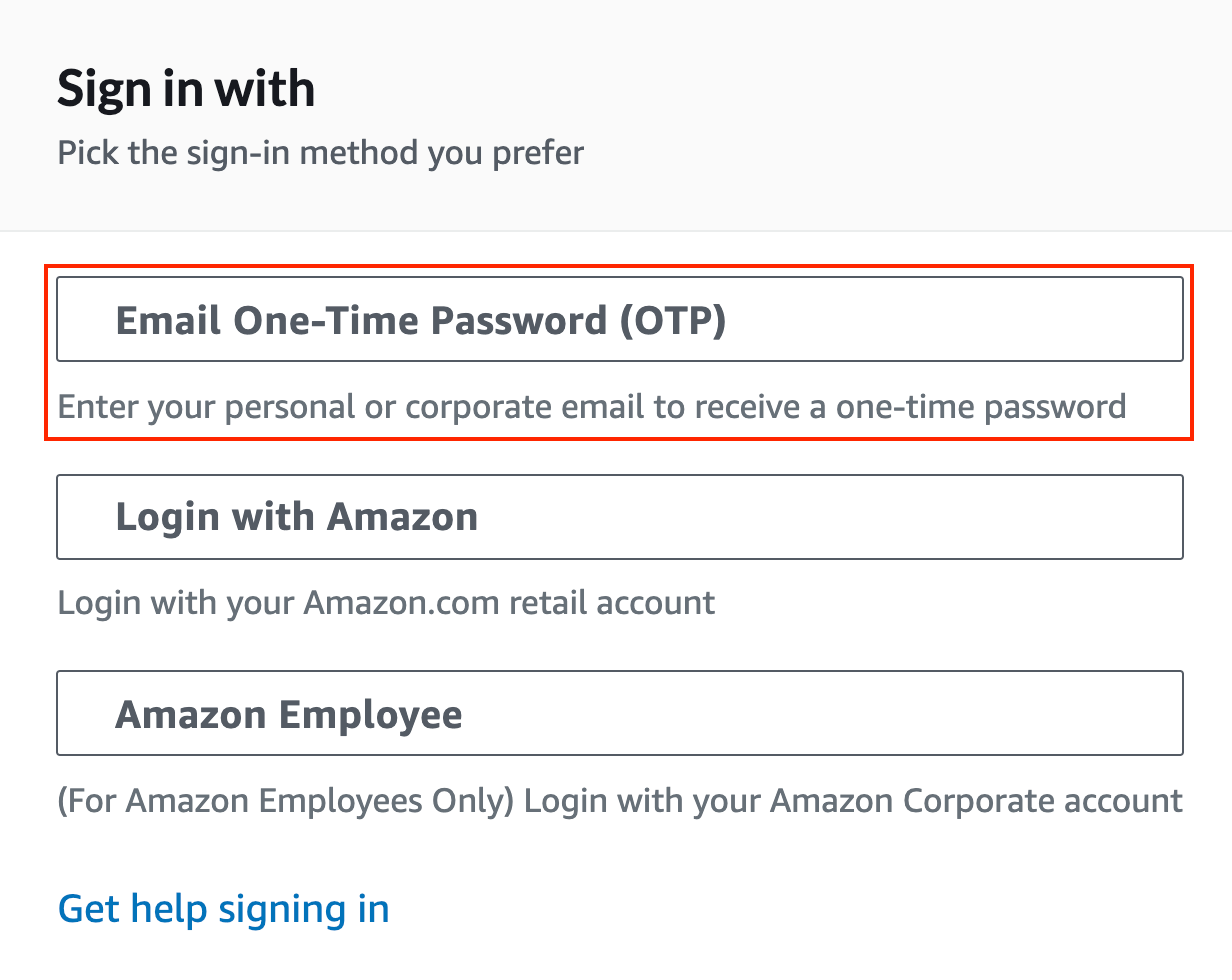 Sign in with
Pick the sign-in method you prefer
Email One-Time Password (OTP)
Enter your personal or corporate email to receive a one-time password
Login with Amazon
Login with your Amazon.com retail account
Amazon Employee
(For Amazon Employees Only) Login with your Amazon Corporate account
Get help signing in